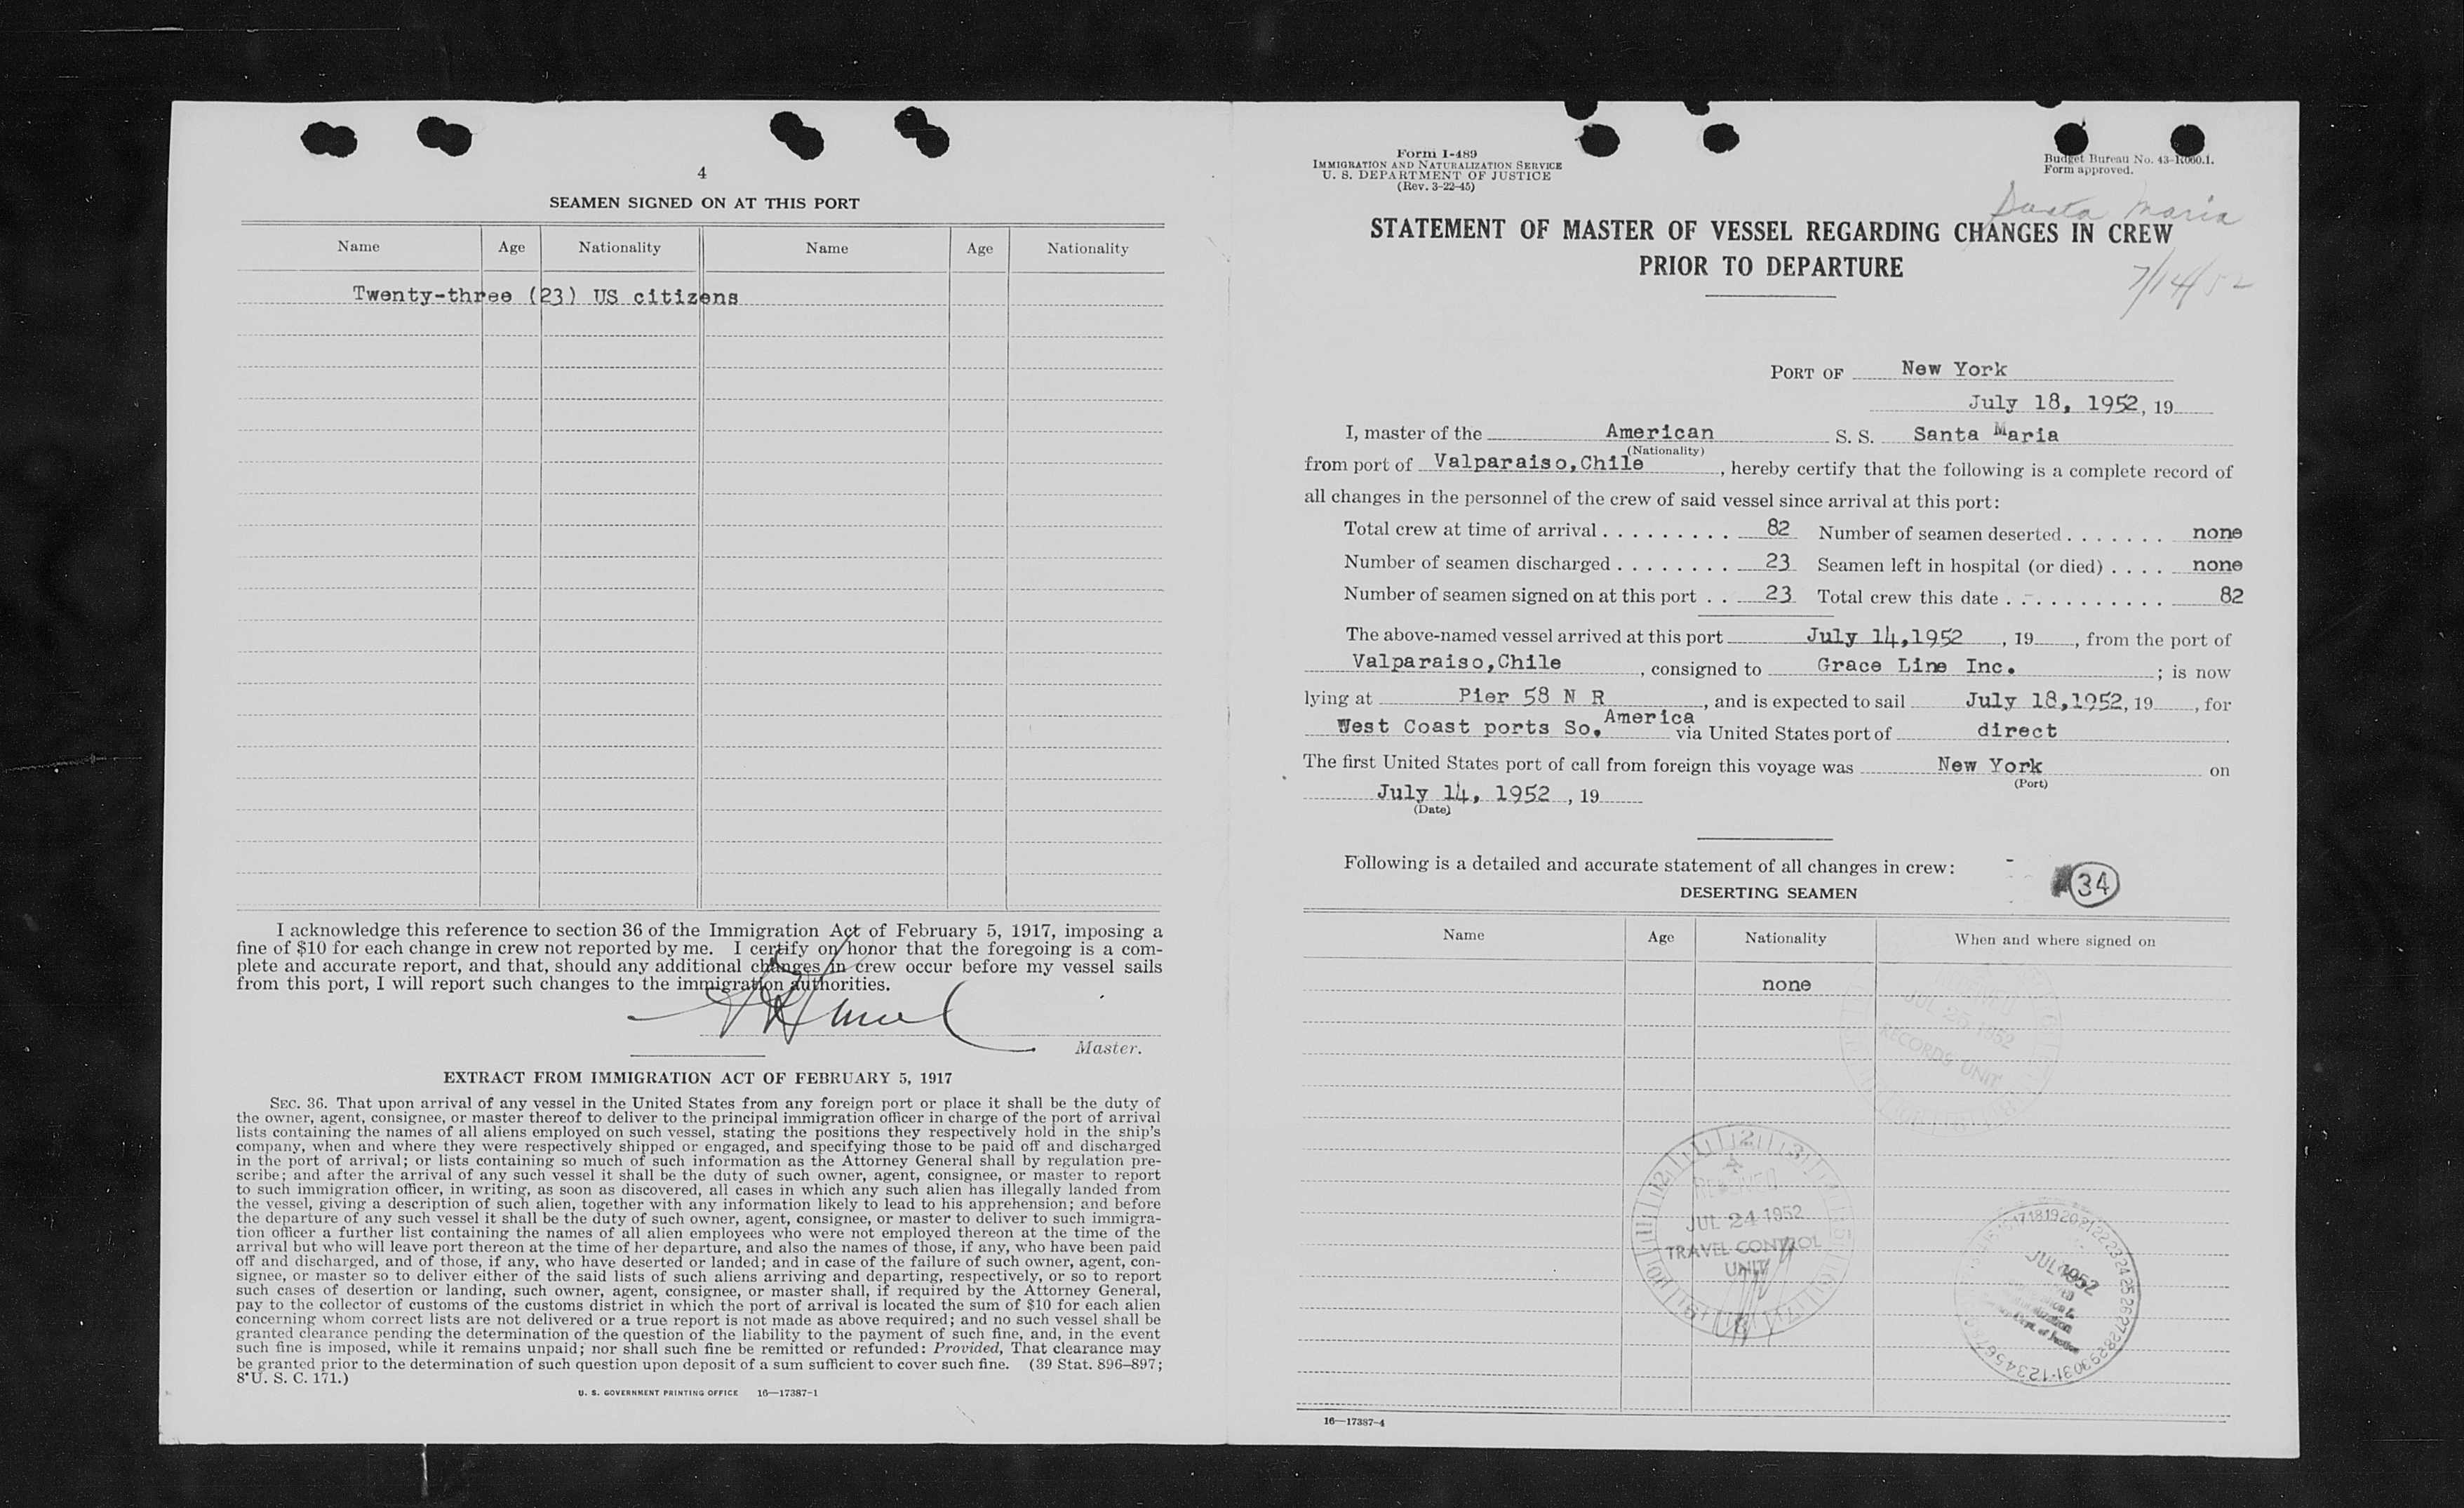 4
SEAMEN SIGNED ON AT THIS PORT
Name Age Nationality Name Age Nationality
Twenty-three (23) US citizens
I acknowledge this reference to section 36 of the Immigration Act of February 5, 1917, imposing a
fine of $10 for each change in crew not reported by me. I certify on honor that the foregoing is a com-
plete and accurate report, and that, should any additional changes in crew occur before my vessel sails
from this port, I will report such changes to the immigration authorities.
Master.
EXTRACT FROM IMMIGRATION ACT OF FEBRUARY 5, 1917
SEC. 36. That upon arrival of any vessel in the United States from any foreign port or place it shall be the duty of
the owner, agent, consignee, or master thereof to deliver to the principal immigration officer in charge of the port of arrival
lists containing the names of all aliens employed on such vessel, stating the positions they respectively hold in the ship's
company, when and where they were respectively shipped or engaged, and specifying those to be paid off and discharged
in the port of arrival; or lists containing so much of such information as the Attorney General shall by regulation pre-
scribe; and after the arrival of any such vessel it shall be the duty of such owner, agent, consignee, or master to report
to such immigration officer, in writing, as soon as discovered, all cases in which any such alien has illegally landed from
the vessel, giving a description of such alien, together with any information likely to lead to his apprehension; and before
the departure of any such vessel it shall be the duty of such owner, agent, consignee, or master to deliver to such immigra-
tion officer a further list containing the names of all alien employees who were not employed thereon at the time of the
arrival but who will leave port thereon at the time of her departure, and also the names of those, if any, who have been paid
off and discharged, and of those, if any, who have deserted or landed; and in case of the failure of such owner, agent, con-
signee, or master so to deliver either of the said lists of such aliens arriving and departing, respectively, or so to report
such cases of desertion or landing, such owner, agent, consignee, or master shall, if required by the Attorney General,
pay to the collector of customs of the customs district in which the port of arrival is located the sum of $10 for each alien
concerning whom correct lists are not delivered or a true report is not made as above required; and no such vessel shall be
granted clearance pending the determination of the question of the liability to the payment of such fine, and, in the event
such fine is imposed, while it remains unpaid; nor shall such fine be remitted or refunded: Provided, That clearance may
be granted prior to the determination of such question upon deposit of a sum sufficient to cover such fine. (39 Stat. 896–897;
8 U. S. C. 171.)
U. S. GOVERNMENT PRINTING OFFICE 16—17387-1
Form I-489
IMMIGRATION AND NATURALIZATION SERVICE
U. S. DEPARTMENT OF JUSTICE
(Rev. 3-22-45)
Budget Bureau No. 43-R060.1.
Form approved.
Santa Maria
STATEMENT OF MASTER OF VESSEL REGARDING CHANGES IN CREW
PRIOR TO DEPARTURE
7/14/52
PORT OF New York
July 18, 1952, 19
I, master of the American S. S. Santa Maria
(Nationality)
from port of Valparaiso,Chile, hereby certify that the following is a complete record of
all changes in the personnel of the crew of said vessel since arrival at this port:
Total crew at time of arrival . . . . . . . . . 82 Number of seamen deserted . . . . . . . none
Number of seamen discharged . . . . . . . . 23 Seamen left in hospital (or died) . . . . none
Number of seamen signed on at this port . . 23 Total crew this date . . . . . . . . . . . 82
The above-named vessel arrived at this port July 14,1952, 19, from the port of
Valparaiso,Chile, consigned to Grace Line Inc.; is now
lying at Pier 58 N R, and is expected to sail July 18,1952, 19, for
West Coast ports So. America via United States port of direct
The first United States port of call from foreign this voyage was New York on
(Port)
July 14, 1952, 19
(Date)
Following is a detailed and accurate statement of all changes in crew:
34
DESERTING SEAMEN
Name Age Nationality When and where signed on
none
RECEIVED
JUL 25 1952
RECORDS UNIT
RECEIVED
JUL 24 1952
TRAVEL CONTROL
UNIT
JUL 1952
16—17387-4